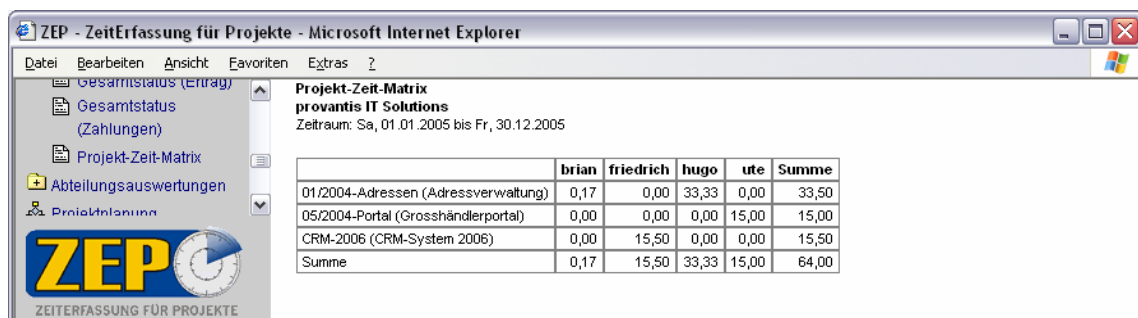 ZEP - ZeitErfassung für Projekte - Microsoft Internet Explorer
Datei Bearbeiten Ansicht Favoriten Extras ?
Gesamtstatus (Ertrag)
Gesamtstatus
(Zahlungen)
Projekt-Zeit-Matrix
Abteilungsauswertungen
Projektplanung
ZEP
ZEITERFASSUNG FÜR PROJEKTE
Projekt-Zeit-Matrix
provantis IT Solutions
Zeitraum: Sa, 01.01.2005 bis Fr, 30.12.2005
brian friedrich hugo ute Summe
01/2004-Adressen (Adressverwaltung) 0,17 0,00 33,33 0,00 33,50
05/2004-Portal (Grosshändlerportal) 0,00 0,00 0,00 15,00 15,00
CRM-2006 (CRM-System 2006) 0,00 15,50 0,00 0,00 15,50
Summe 0,17 15,50 33,33 15,00 64,00